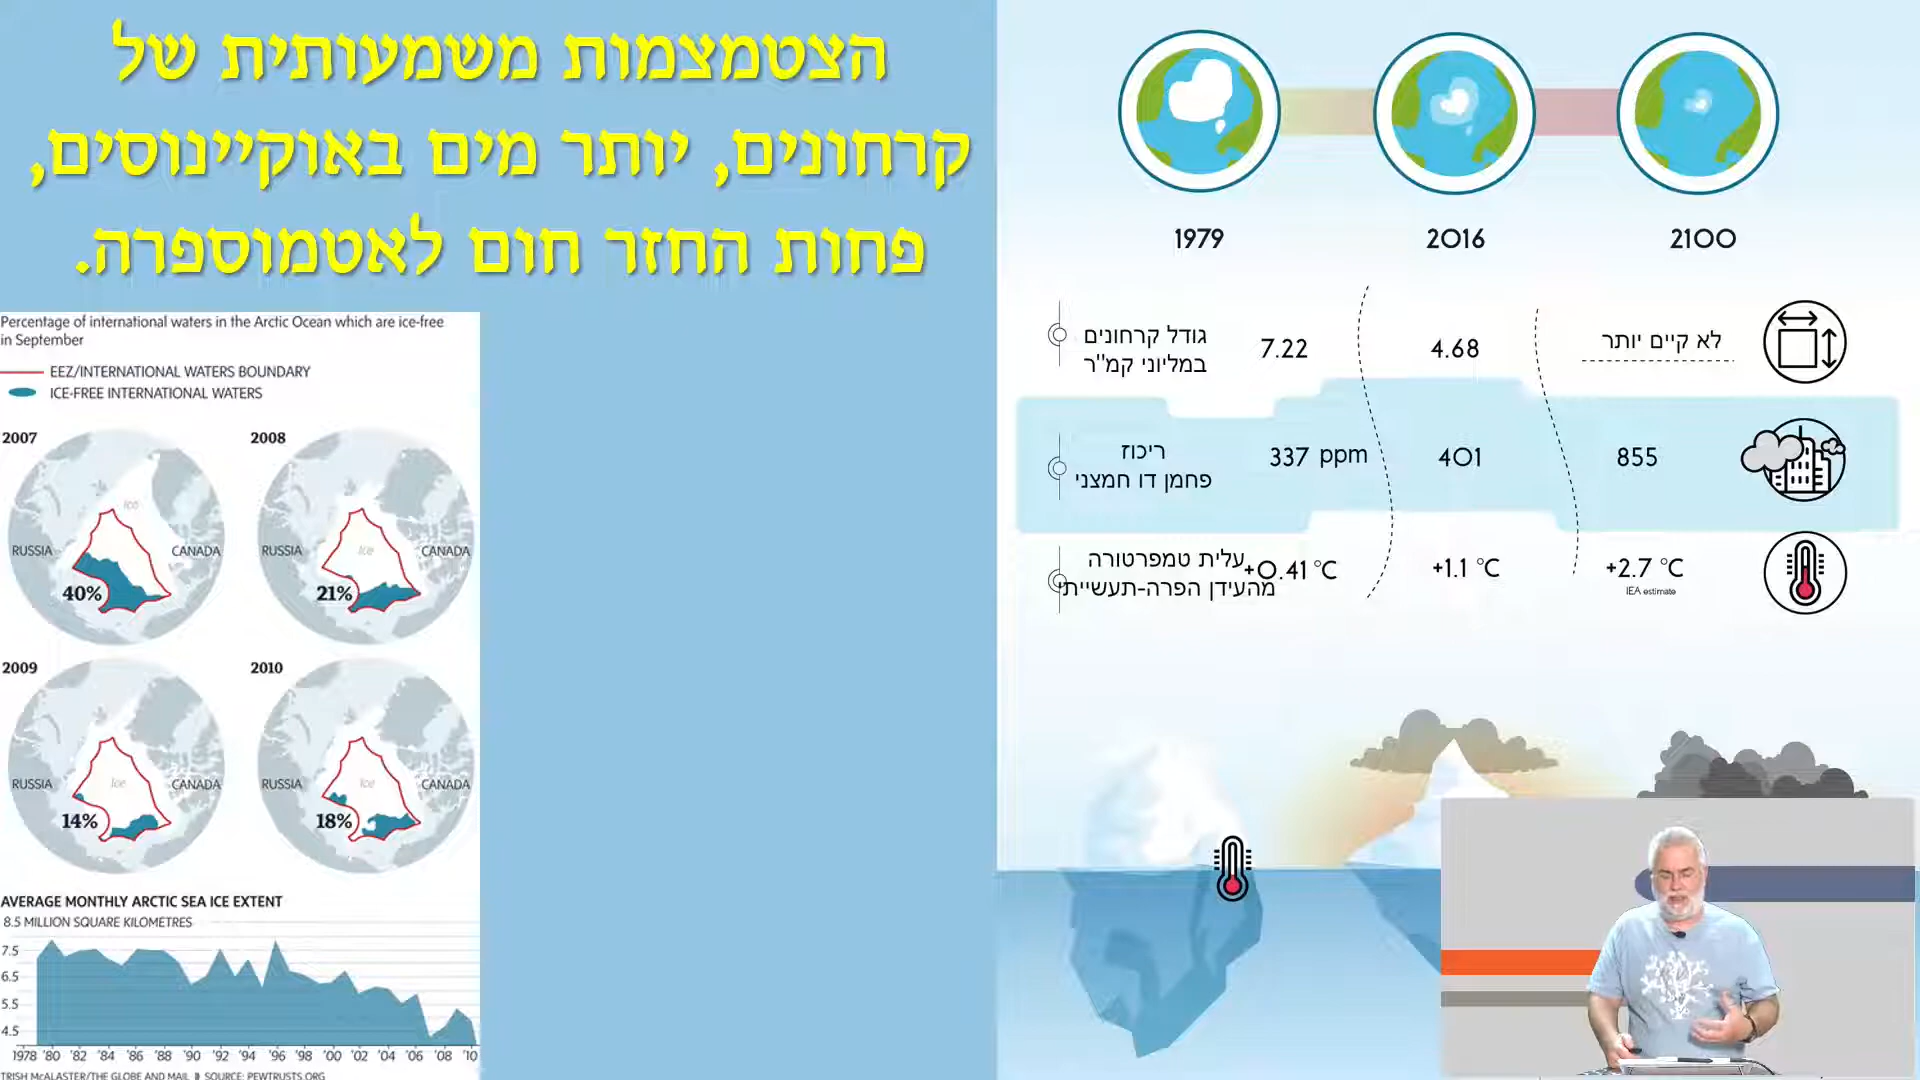 הצטמצמות משמעותית של
קרחונים, יותר מים באוקיינוסים,
פחות החזר חום לאטמוספרה.
Percentage of international waters in the Arctic Ocean which are ice-free
in September
EEZ/INTERNATIONAL WATERS BOUNDARY
ICE-FREE INTERNATIONAL WATERS
2007
Ice
RUSSIA
CANADA
40%
2008
Ice
RUSSIA
CANADA
21%
2009
Ice
RUSSIA
CANADA
14%
2010
Ice
RUSSIA
CANADA
18%
AVERAGE MONTHLY ARCTIC SEA ICE EXTENT
8.5 MILLION SQUARE KILOMETRES
7.5
6.5
5.5
4.5
1978 '80 '82 '84 '86 '88 '90 '92 '94 '96 '98 '00 '02 '04 '06 '08 '10
TRISH McALASTER/THE GLOBE AND MAIL SOURCE: PEWTRUSTS.ORG
1979 2016 2100
גודל קרחונים
במליוני קמ"ר
7.22 4.68 לא קיים יותר
ריכוז
פחמן דו חמצני
337 ppm 401 855
עלית טמפרטורה
מהעידן הפרה-תעשייתי
+0.41 °C +1.1 °C +2.7 °C
IEA estimate